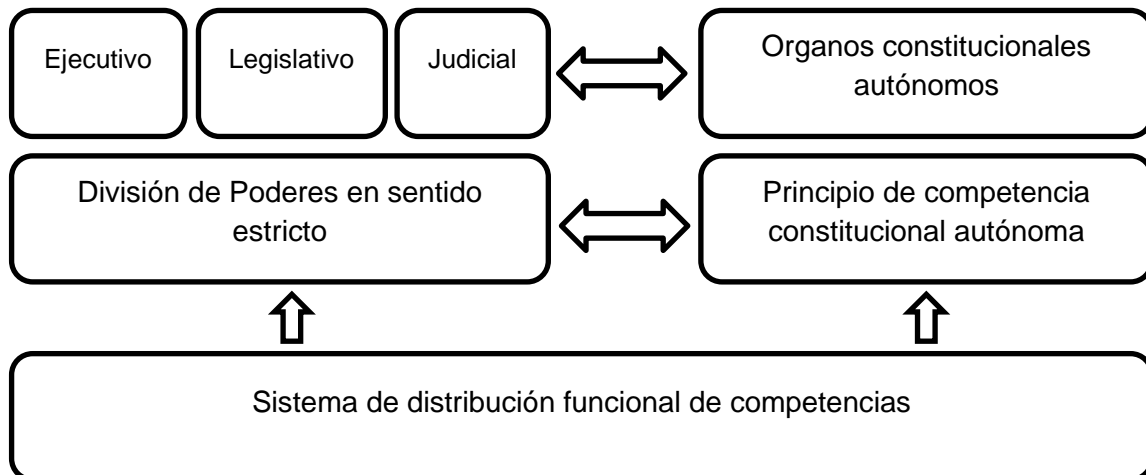 Ejecutivo
Legislativo
Judicial
Organos constitucionales
autónomos
División de Poderes en sentido
estricto
Principio de competencia
constitucional autónoma
Sistema de distribución funcional de competencias